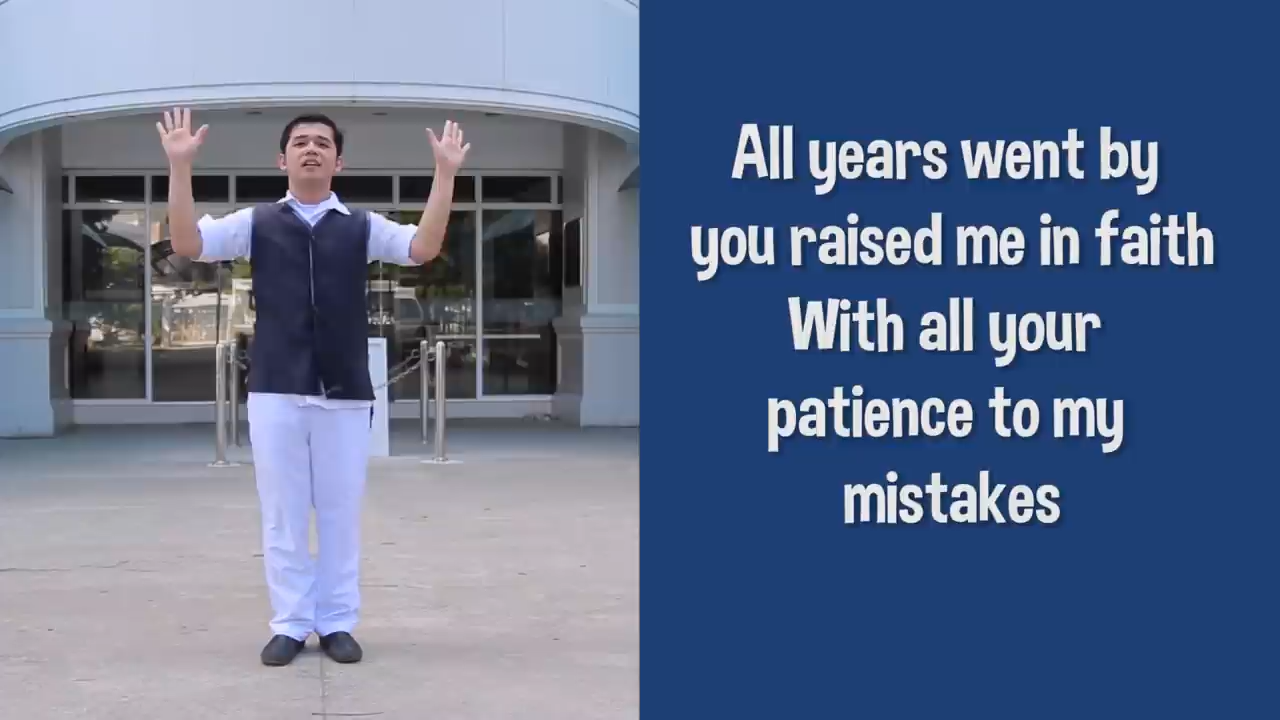 All years went by
you raised me in faith
With all your
patience to my
mistakes